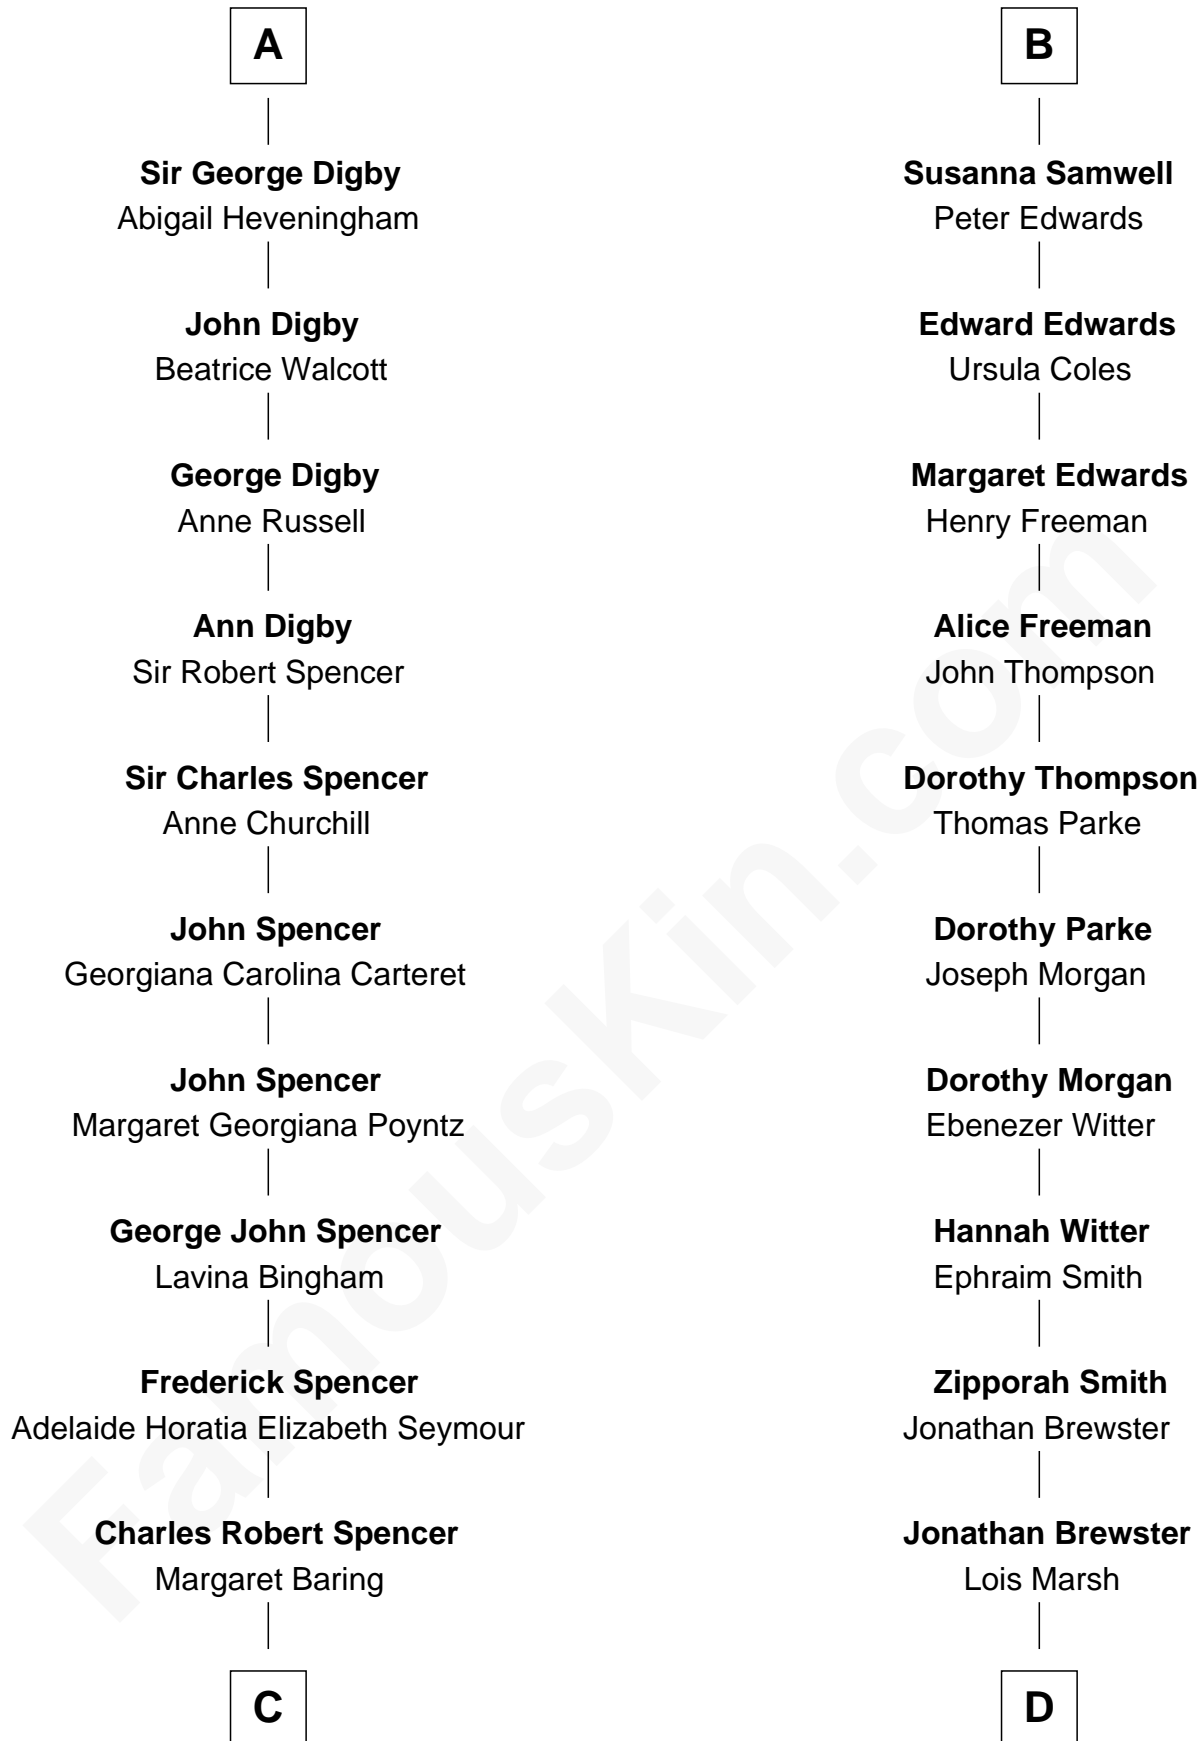 A
Sir George Digby
Abigail Heveningham
John Digby
Beatrice Walcott
George Digby
Anne Russell
Ann Digby
Sir Robert Spencer
Sir Charles Spencer
Anne Churchill
John Spencer
Georgiana Carolina Carteret
John Spencer
Margaret Georgiana Poyntz
George John Spencer
Lavina Bingham
Frederick Spencer
Adelaide Horatia Elizabeth Seymour
Charles Robert Spencer
Margaret Baring
C
B
Susanna Samwell
Peter Edwards
Edward Edwards
Ursula Coles
Margaret Edwards
Henry Freeman
Alice Freeman
John Thompson
Dorothy Thompson
Thomas Parke
Dorothy Parke
Joseph Morgan
Dorothy Morgan
Ebenezer Witter
Hannah Witter
Ephraim Smith
Zipporah Smith
Jonathan Brewster
Jonathan Brewster
Lois Marsh
D
FamousKin.com